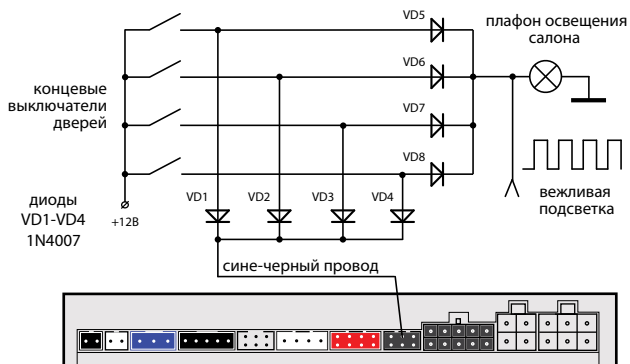 VD5
плафон освещения
салона
VD6
концевые
выключатели
дверей
VD7
VD8
вежливая
подсветка
диоды
VD1-VD4
1N4007
+12В
VD1
VD2
VD3
VD4
сине-черный провод